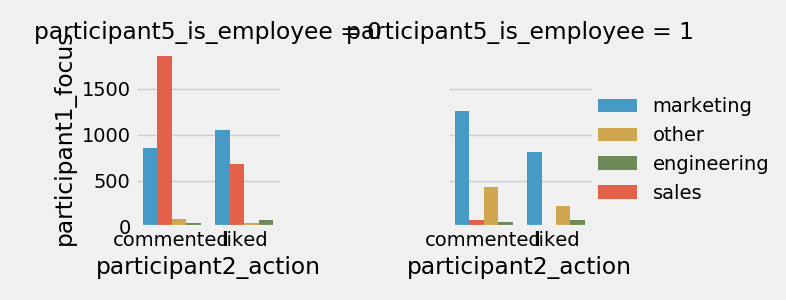 participant5_is_employee = 0
participant5_is_employee = 1
participant1_focus
1500
1000
500
0
commented
liked
commented
liked
participant2_action
participant2_action
marketing
other
engineering
sales